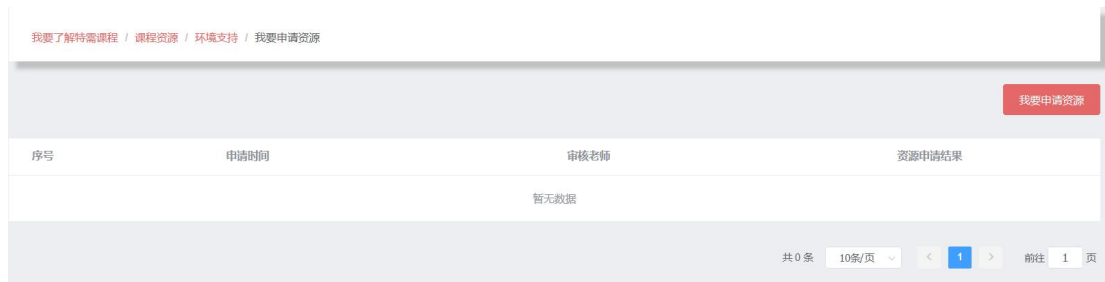 我要了解特需课程 / 课程资源 / 环境支持 / 我要申请资源
我要申请资源
序号 申请时间 审核老师 资源申请结果
暂无数据
共 0 条 10条/页 1 前往 1 页